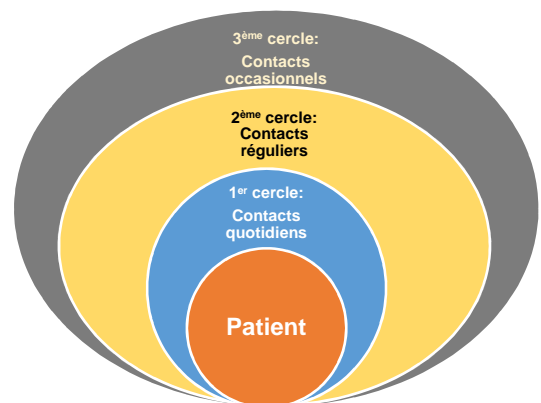 3ème cercle:
Contacts
occasionnels
2ème cercle:
Contacts
réguliers
1er cercle:
Contacts
quotidiens
Patient